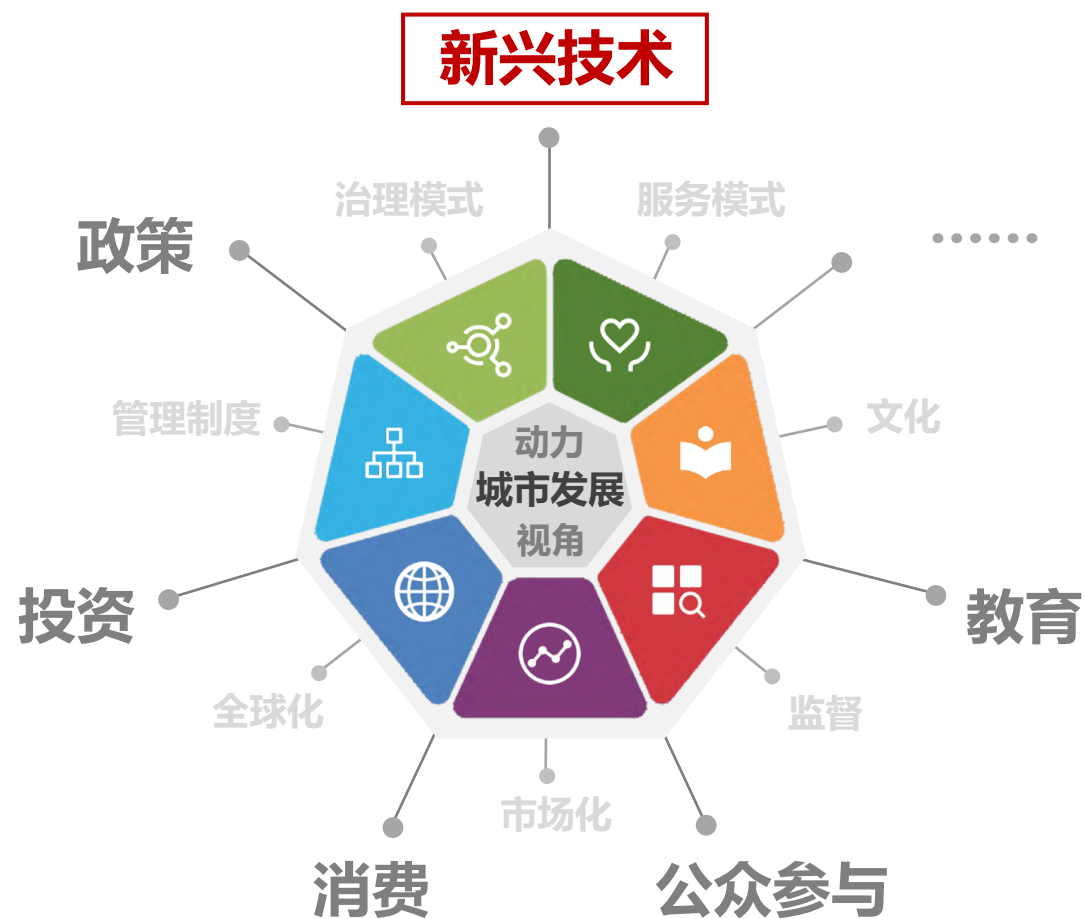 新兴技术
治理模式
服务模式
政策
······
管理制度
文化
动力
城市发展
视角
投资
教育
全球化
监督
市场化
消费
公众参与